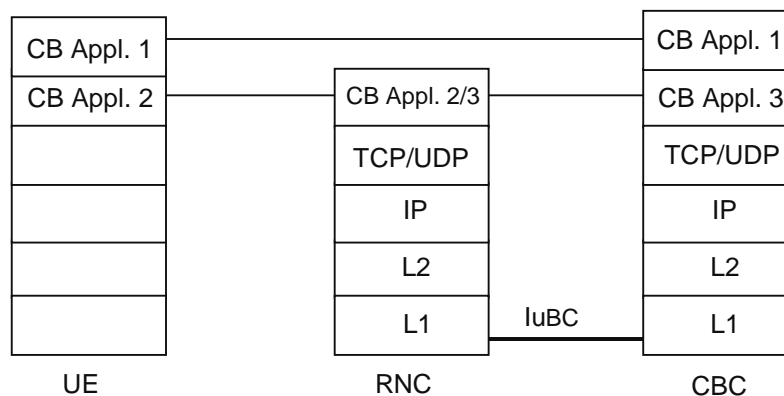 CB Appl. 1
CB Appl. 2
UE
CB Appl. 2/3
TCP/UDP
IP
L2
L1
RNC
IuBC
CB Appl. 1
CB Appl. 3
TCP/UDP
IP
L2
L1
CBC